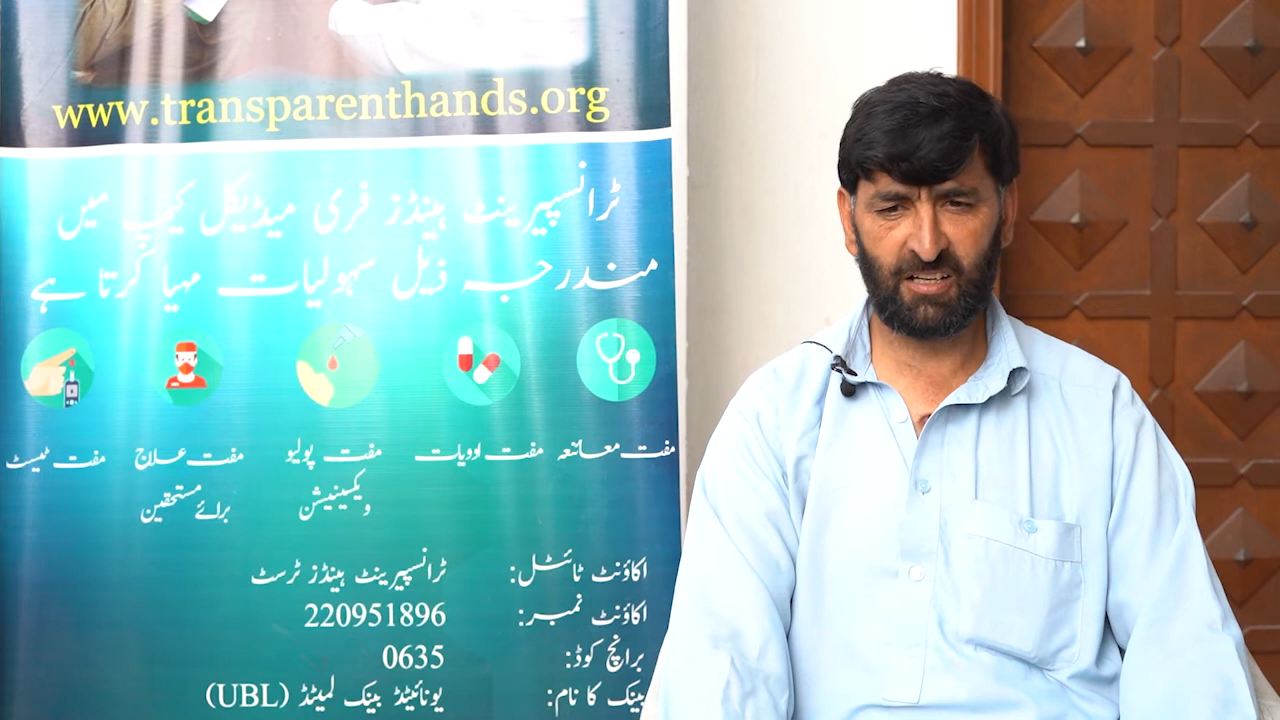 www.transparenthands.org
ٹرانسپیرینٹ ہینڈز فری میڈیکل کیمپ میں
مندرجہ ذیل سہولیات مہیا کرتا ہے
مفت معائنہ
مفت ادویات
مفت پولیو
ویکسینیشن
مفت علاج
برائے مستحقین
مفت ٹیسٹ
اکاؤنٹ ٹائٹل: ٹرانسپیرینٹ ہینڈز ٹرسٹ
اکاؤنٹ نمبر: 220951896
برانچ کوڈ: 0635
بینک کا نام: یونائیٹڈ بینک لمیٹڈ (UBL)